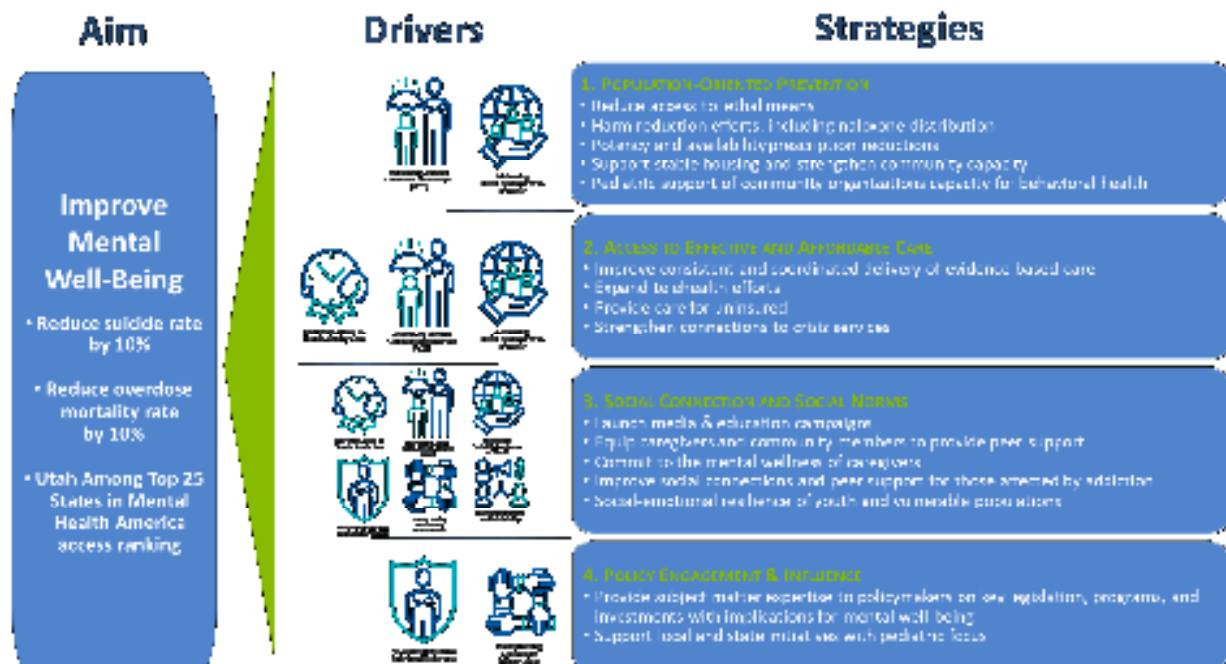 Aim
Drivers
Strategies
Improve
Mental
Well-Being
• Reduce suicide rate
by 10%
• Reduce overdose
mortality rate
by 10%
• Utah Among Top 25
States in Mental
Health America
access ranking
1. Population-Oriented Prevention
• Reduce access to lethal means
• Harm reduction efforts, including naloxone distribution
• Potency and availability prescription reductions
• Support stable housing and strengthen community capacity
• Pediatric support of community organizations capacity for behavioral health
2. Access to Effective and Affordable Care
• Improve consistent and coordinated delivery of evidence based care
• Expand telehealth efforts
• Provide care for uninsured
• Strengthen connections to crisis services
3. Social Connection and Social Norms
• Launch media & education campaigns
• Equip caregivers and community members to provide peer support
• Commit to the mental wellness of caregivers
• Improve social connections and peer support for those affected by addiction
• Social-emotional resilience of youth and vulnerable populations
4. Policy Engagement & Influence
• Provide subject matter expertise to policymakers on key legislation, programs, and
investments with implications for mental well-being
• Support local and state initiatives with pediatric focus